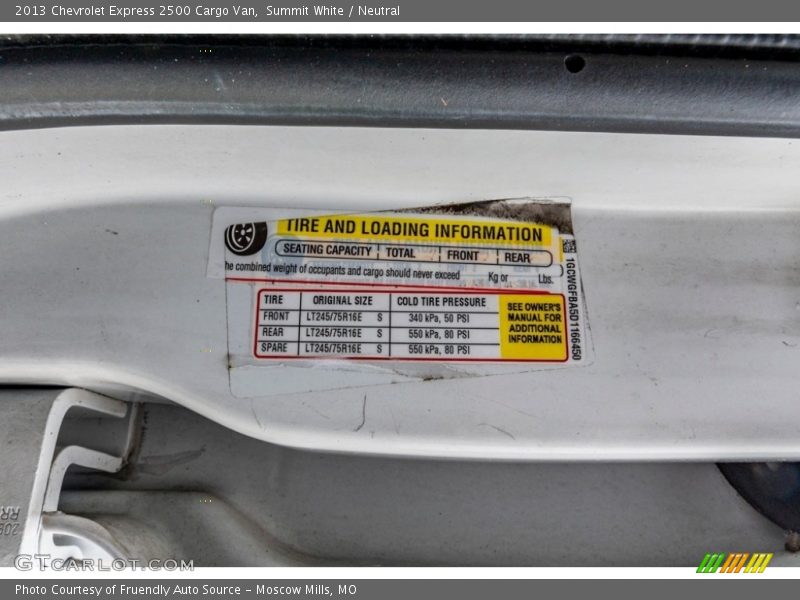 2013 Chevrolet Express 2500 Cargo Van,  Summit White / Neutral
TIRE AND LOADING INFORMATION
SEATING CAPACITY TOTAL FRONT REAR
he combined weight of occupants and cargo should never exceed Kg or Lbs.
TIRE ORIGINAL SIZE COLD TIRE PRESSURE
FRONT LT245/75R16E S 340 kPa, 50 PSI
REAR LT245/75R16E S 550 kPa, 80 PSI
SPARE LT245/75R16E S 550 kPa, 80 PSI
SEE OWNER'S
MANUAL FOR
ADDITIONAL
INFORMATION
1GCWGFBA5D1166450
GTCARLOT.COM
Photo Courtesy of Fruendly Auto Source - Moscow Mills, MO